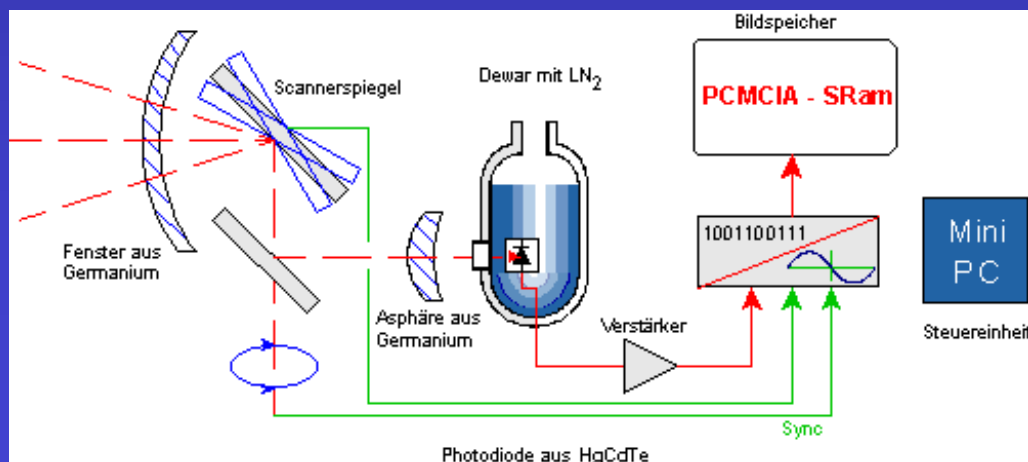 Bildspeicher
PCMCIA - SRam
Scannerspiegel
Dewar mit LN2
Fenster aus
Germanium
1001100111
Mini
PC
Asphäre aus
Germanium
Verstärker
Steuereinheit
Sync
Photodiode aus HgCdTe